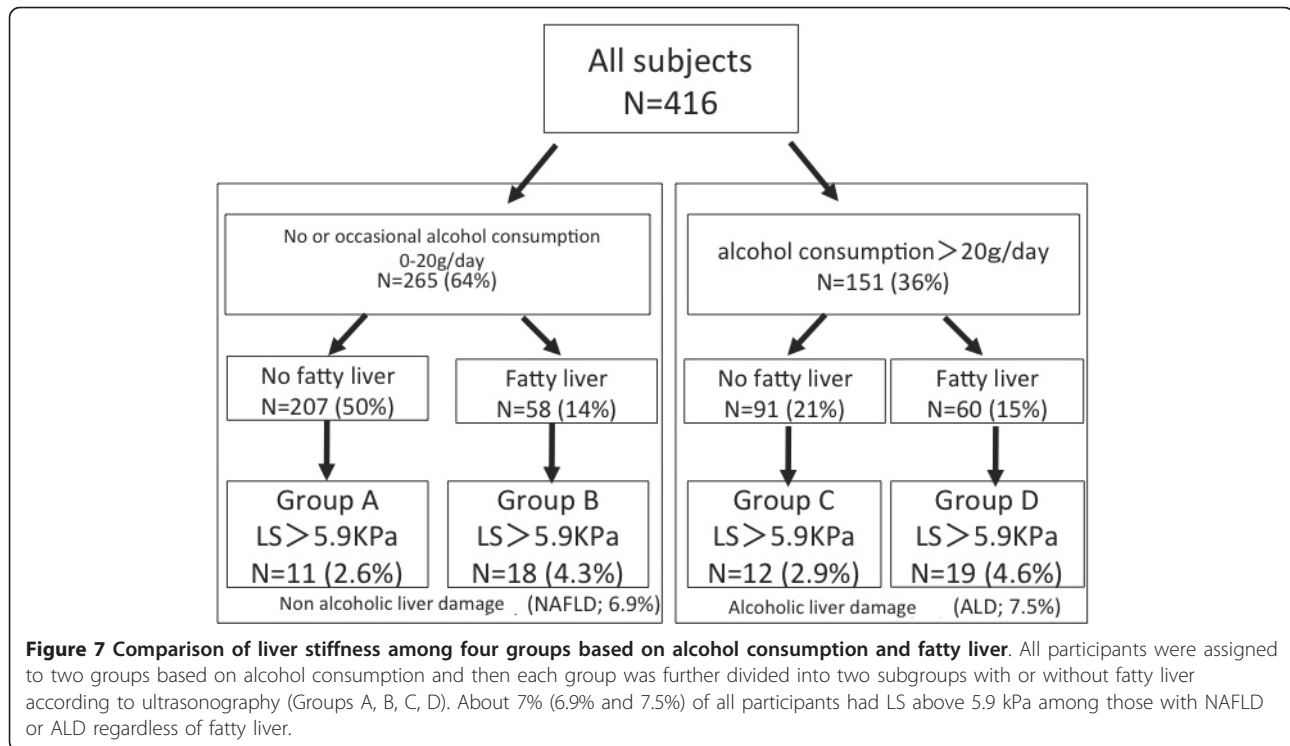 All subjects
N=416
No or occasional alcohol consumption
0-20g/day
N=265 (64%)
alcohol consumption＞20g/day
N=151 (36%)
No fatty liver
N=207 (50%)
Fatty liver
N=58 (14%)
No fatty liver
N=91 (21%)
Fatty liver
N=60 (15%)
Group A
LS＞5.9KPa
N=11 (2.6%)
Group B
LS＞5.9KPa
N=18 (4.3%)
Group C
LS＞5.9KPa
N=12 (2.9%)
Group D
LS＞5.9KPa
N=19 (4.6%)
Non alcoholic liver damage (NAFLD; 6.9%)
Alcoholic liver damage (ALD; 7.5%)
Figure 7 Comparison of liver stiffness among four groups based on alcohol consumption and fatty liver. All participants were assigned
to two groups based on alcohol consumption and then each group was further divided into two subgroups with or without fatty liver
according to ultrasonography (Groups A, B, C, D). About 7% (6.9% and 7.5%) of all participants had LS above 5.9 kPa among those with NAFLD
or ALD regardless of fatty liver.